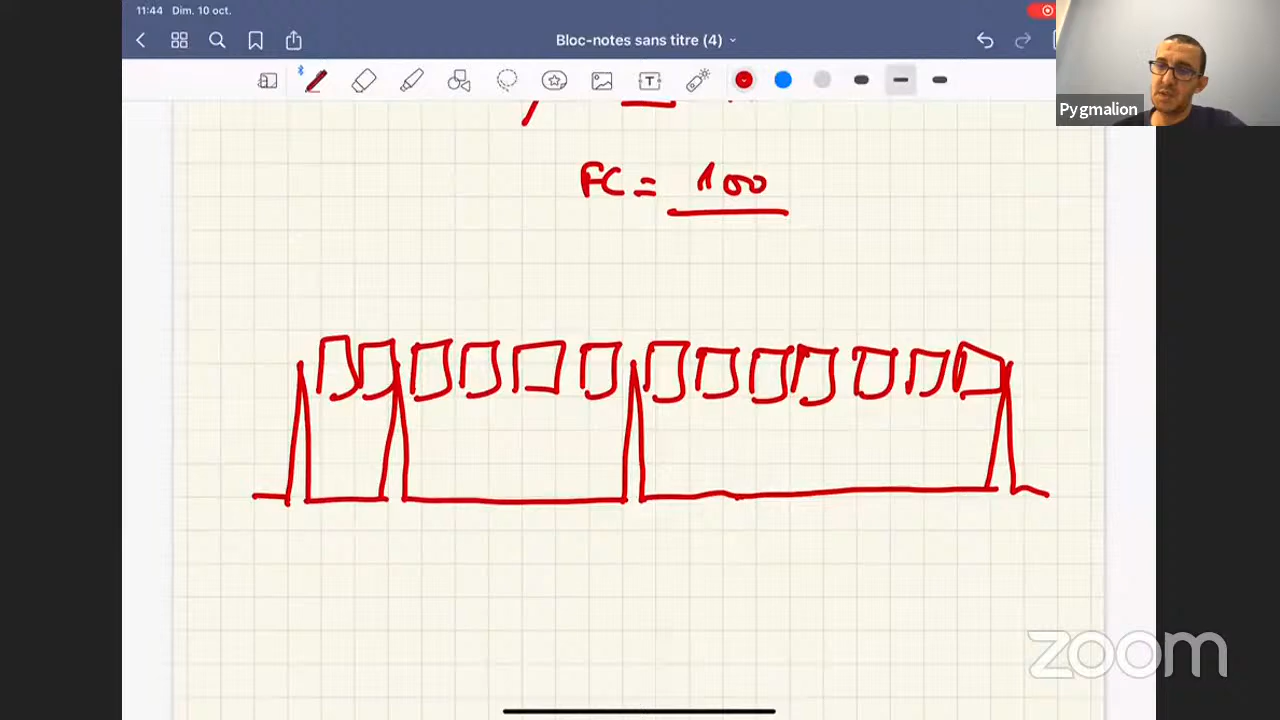 11:44 Dim. 10 oct.
Bloc-notes sans titre (4)
T
Pygmalion
FC = 100
zoom